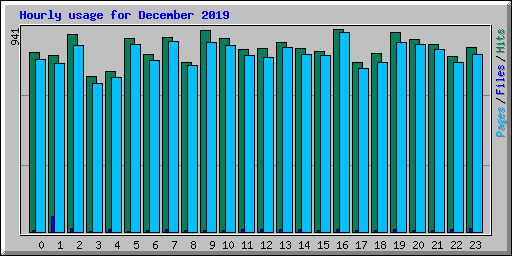 Hourly usage for December 2019
941
Pages/Files/Hits
0 1 2 3 4 5 6 7 8 9 10 11 12 13 14 15 16 17 18 19 20 21 22 23